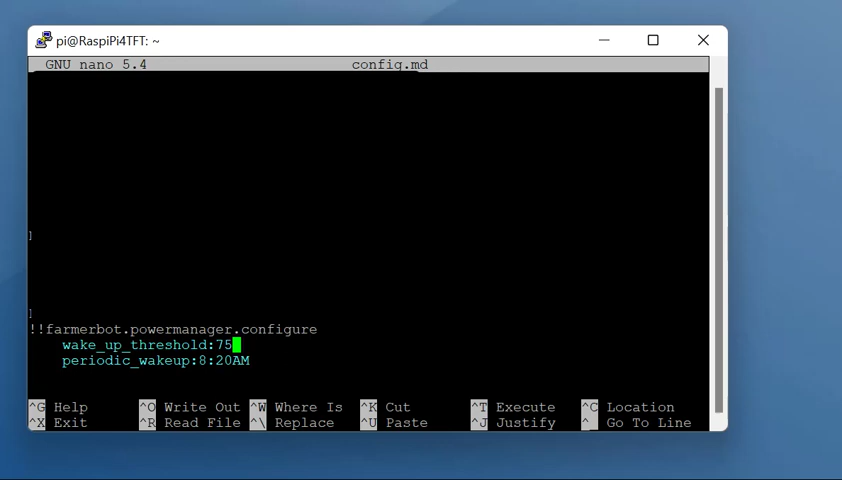 pi@RaspiPi4TFT: ~
GNU nano 5.4 config.md
!!farmerbot.powermanager.configure
wake_up_threshold:75
periodic_wakeup:8:20AM
^G Help ^O Write Out ^W Where Is ^K Cut ^T Execute ^C Location
^X Exit ^R Read File ^\ Replace ^U Paste ^J Justify ^_ Go To Line